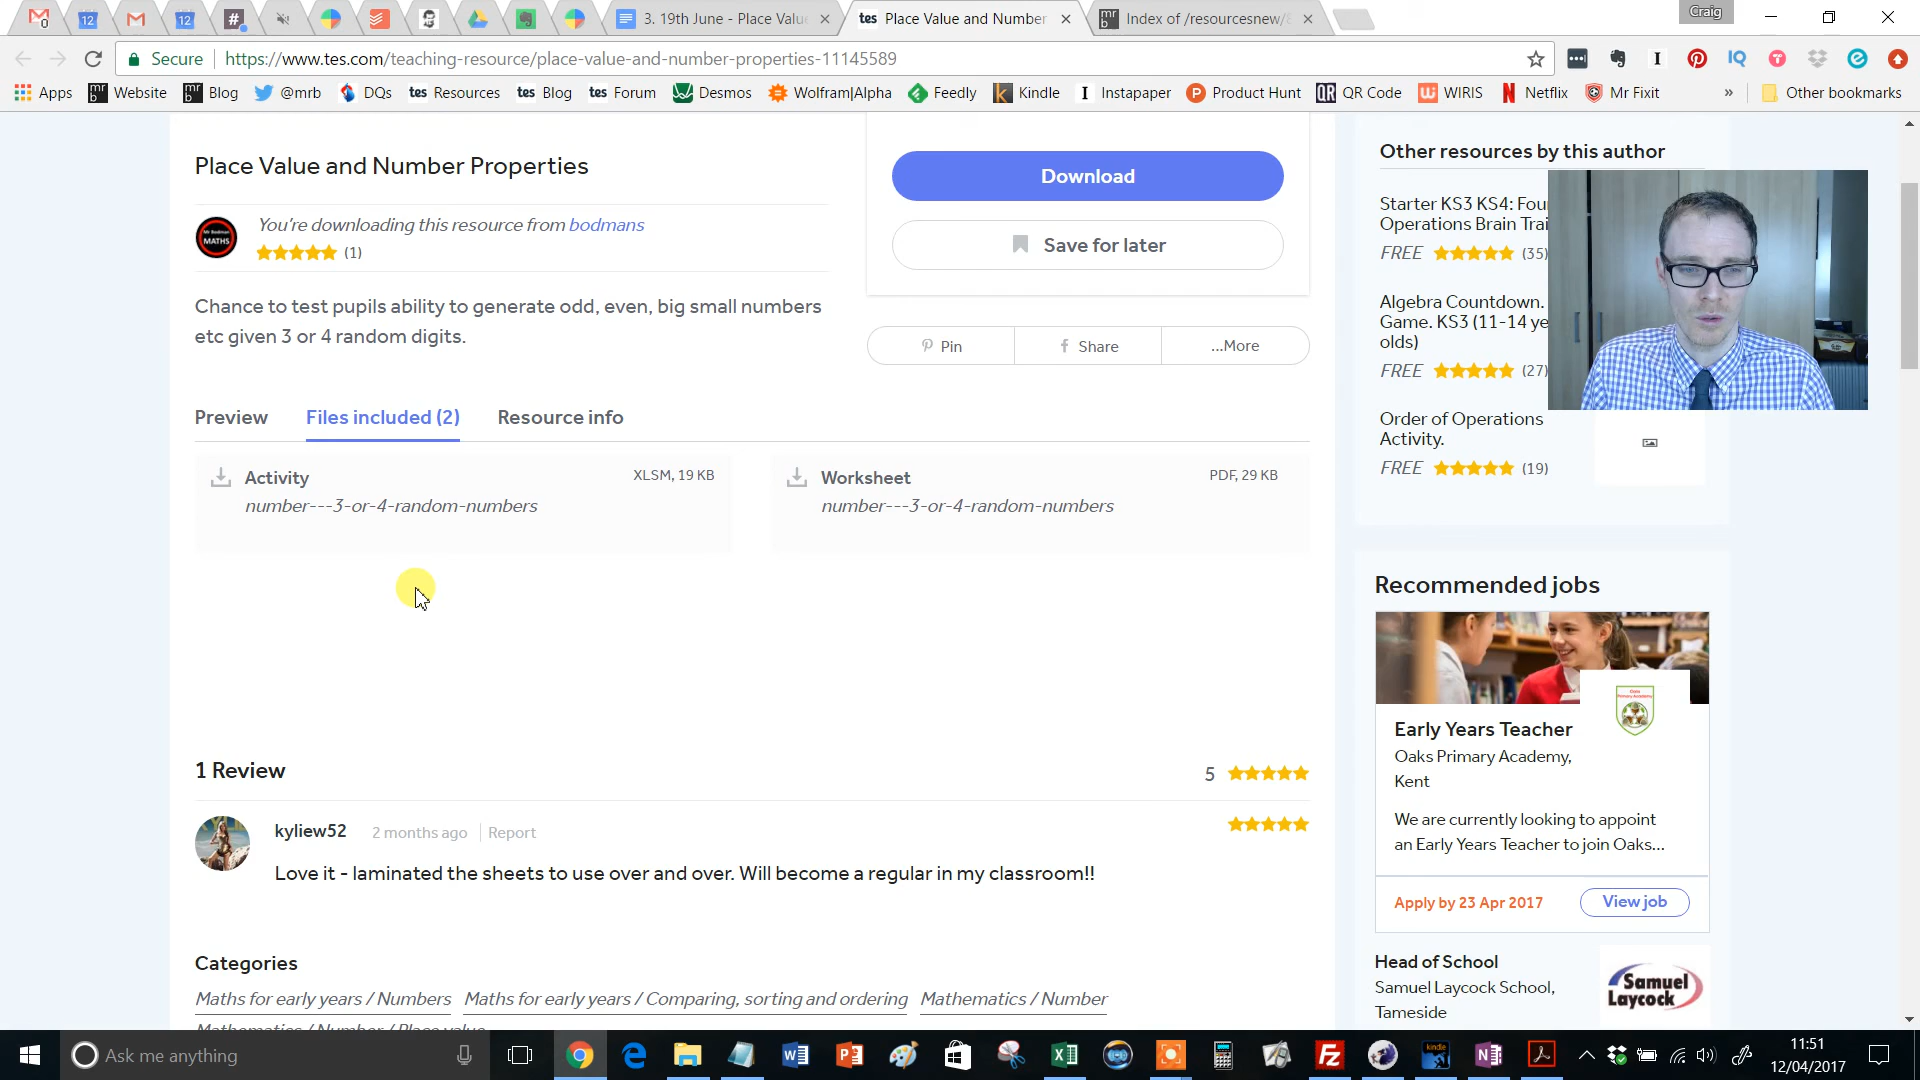 3. 19th June - Place Valu
tes Place Value and Number
Index of /resourcesnew/
Craig
Secure https://www.tes.com/teaching-resource/place-value-and-number-properties-11145589
Apps Website Blog @mrb DQs tes Resources tes Blog tes Forum Desmos Wolfram|Alpha Feedly Kindle Instapaper Product Hunt QR Code WIRIS Netflix Mr Fixit » Other bookmarks
Place Value and Number Properties
You're downloading this resource from bodmans
(1)
Chance to test pupils ability to generate odd, even, big small numbers
etc given 3 or 4 random digits.
Download
Save for later
Pin Share ...More
Preview Files included (2) Resource info
Activity XLSM, 19 KB
number---3-or-4-random-numbers
Worksheet PDF, 29 KB
number---3-or-4-random-numbers
1 Review 5
kyliew52 2 months ago Report
Love it - laminated the sheets to use over and over. Will become a regular in my classroom!!
Categories
Maths for early years / Numbers Maths for early years / Comparing, sorting and ordering Mathematics / Number
Mathematics / Number / Place value
Other resources by this author
Starter KS3 KS4: Fou
Operations Brain Trai
FREE (35)
Algebra Countdown.
Game. KS3 (11-14 ye
olds)
FREE (27)
Order of Operations
Activity.
FREE (19)
Recommended jobs
Early Years Teacher
Oaks Primary Academy,
Kent
We are currently looking to appoint
an Early Years Teacher to join Oaks...
Apply by 23 Apr 2017 View job
Head of School
Samuel Laycock School,
Tameside
Samuel
Laycock
Ask me anything
11:51
12/04/2017